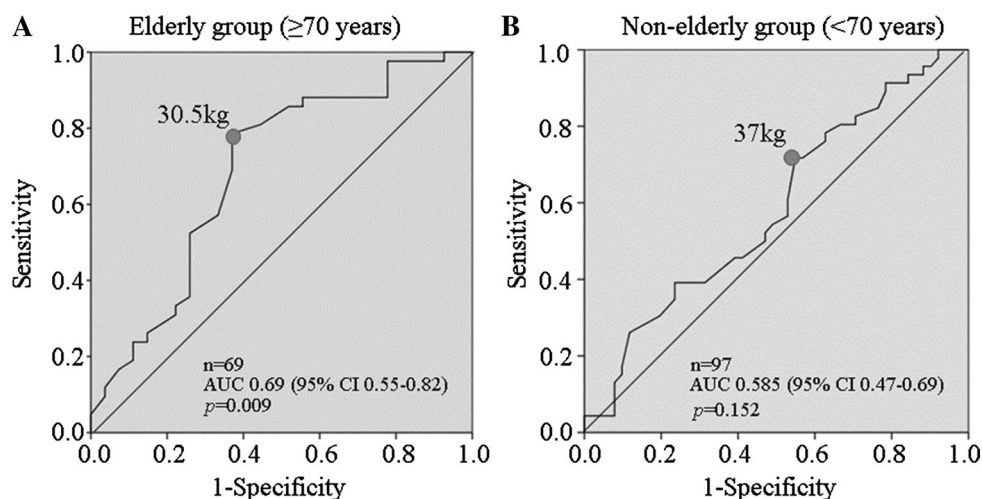 A Elderly group (≥70 years)
1.0
0.8
0.6
0.4
0.2
0.0
Sensitivity
30.5kg
n=69
AUC 0.69 (95% CI 0.55-0.82)
p=0.009
0.0 0.2 0.4 0.6 0.8 1.0
1-Specificity
B Non-elderly group (<70 years)
1.0
0.8
0.6
0.4
0.2
0.0
Sensitivity
37kg
n=97
AUC 0.585 (95% CI 0.47-0.69)
p=0.152
0.0 0.2 0.4 0.6 0.8 1.0
1-Specificity